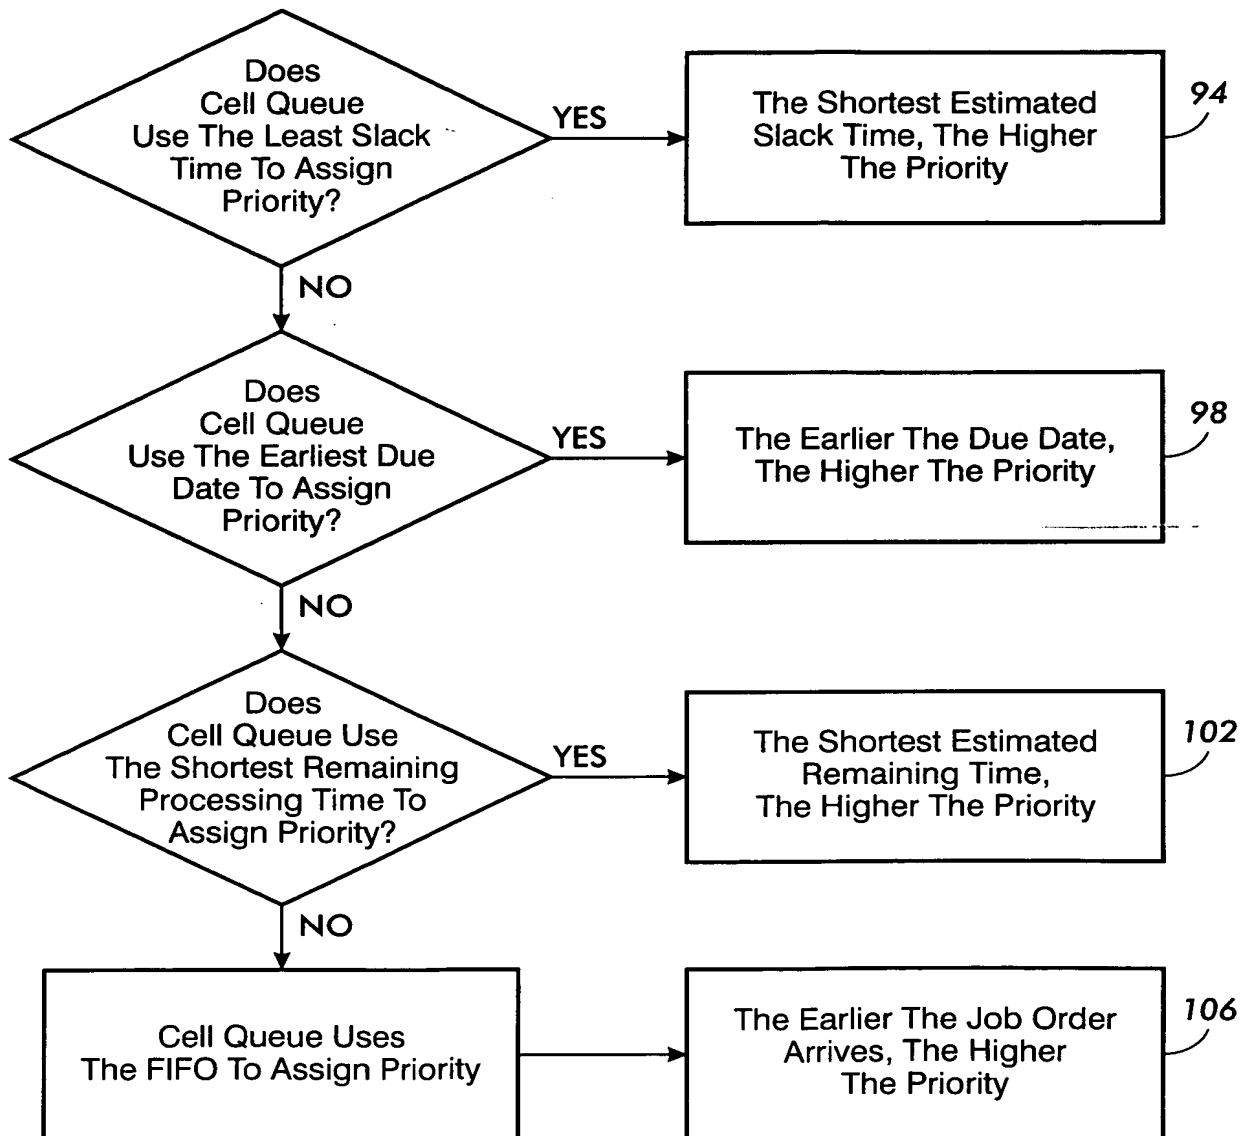 Does
Cell Queue
Use The Least Slack
Time To Assign
Priority?
YES
The Shortest Estimated
Slack Time, The Higher
The Priority
94
NO
Does
Cell Queue
Use The Earliest Due
Date To Assign
Priority?
YES
The Earlier The Due Date,
The Higher The Priority
98
NO
Does
Cell Queue Use
The Shortest Remaining
Processing Time To
Assign Priority?
YES
The Shortest Estimated
Remaining Time,
The Higher The Priority
102
NO
Cell Queue Uses
The FIFO To Assign Priority
The Earlier The Job Order
Arrives, The Higher
The Priority
106